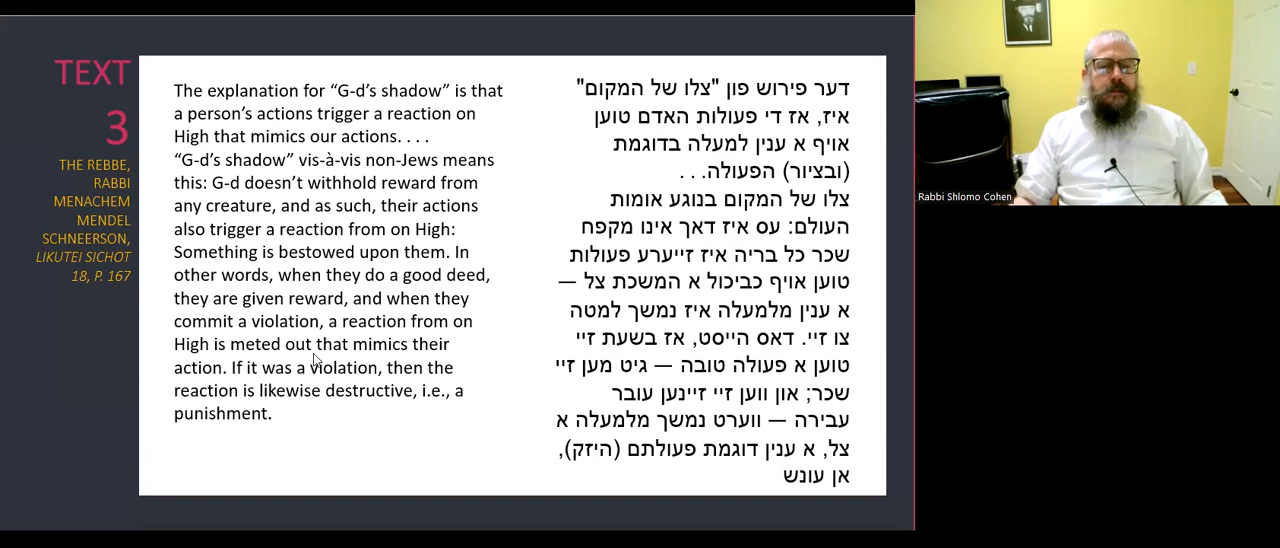 TEXT
3
THE REBBE,
RABBI
MENACHEM
MENDEL
SCHNEERSON,
LIKUTEI SICHOT
18, P. 167
The explanation for “G-d’s shadow” is that
a person’s actions trigger a reaction on
High that mimics our actions. . . .
“G-d’s shadow” vis-à-vis non-Jews means
this: G-d doesn’t withhold reward from
any creature, and as such, their actions
also trigger a reaction from on High:
Something is bestowed upon them. In
other words, when they do a good deed,
they are given reward, and when they
commit a violation, a reaction from on
High is meted out that mimics their
action. If it was a violation, then the
reaction is likewise destructive, i.e., a
punishment.
דער פירוש פון "צלו של המקום"
איז, אז די פעולות האדם טוען
אויף א ענין למעלה בדוגמת
(ובציור) הפעולה. . .
צלו של המקום בנוגע אומות
העולם: עס איז דאך אינו מקפח
שכר כל בריה איז זייערע פעולות
טוען אויף כביכול א המשכת צל —
א ענין מלמעלה איז נמשך למטה
צו זיי. דאס הייסט, אז בשעת זיי
טוען א פעולה טובה — גיט מען זיי
שכר; און ווען זיי זיינען עובר
עבירה — ווערט נמשך מלמעלה א
צל, א ענין דוגמת פעולתם (היזק),
אן עונש
Rabbi Shlomo Cohen